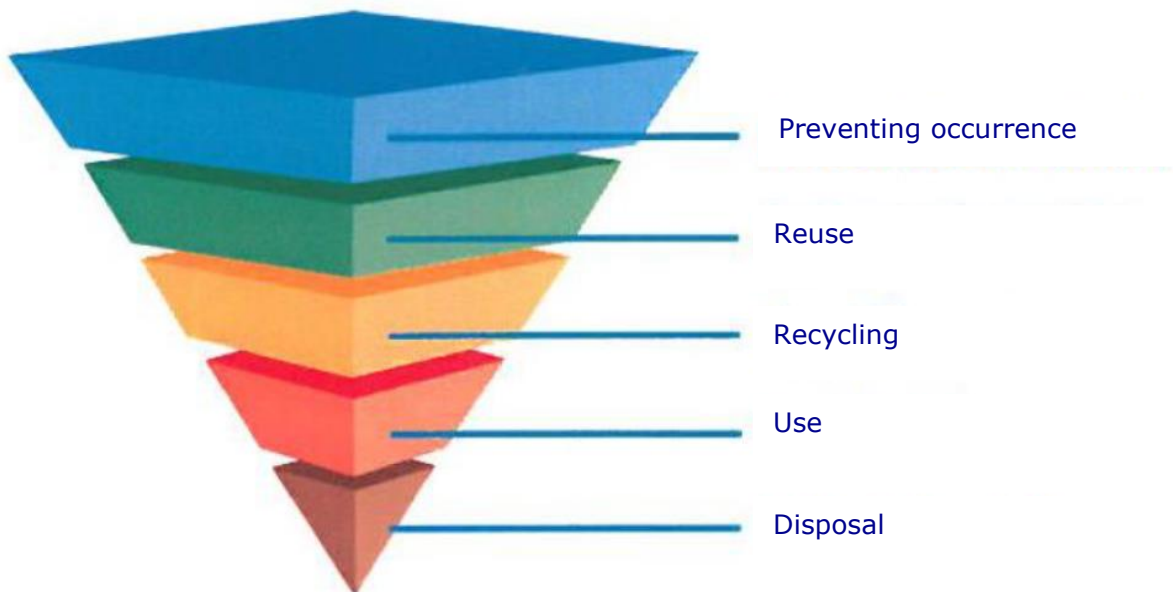 Preventing occurrence
Reuse
Recycling
Use
Disposal